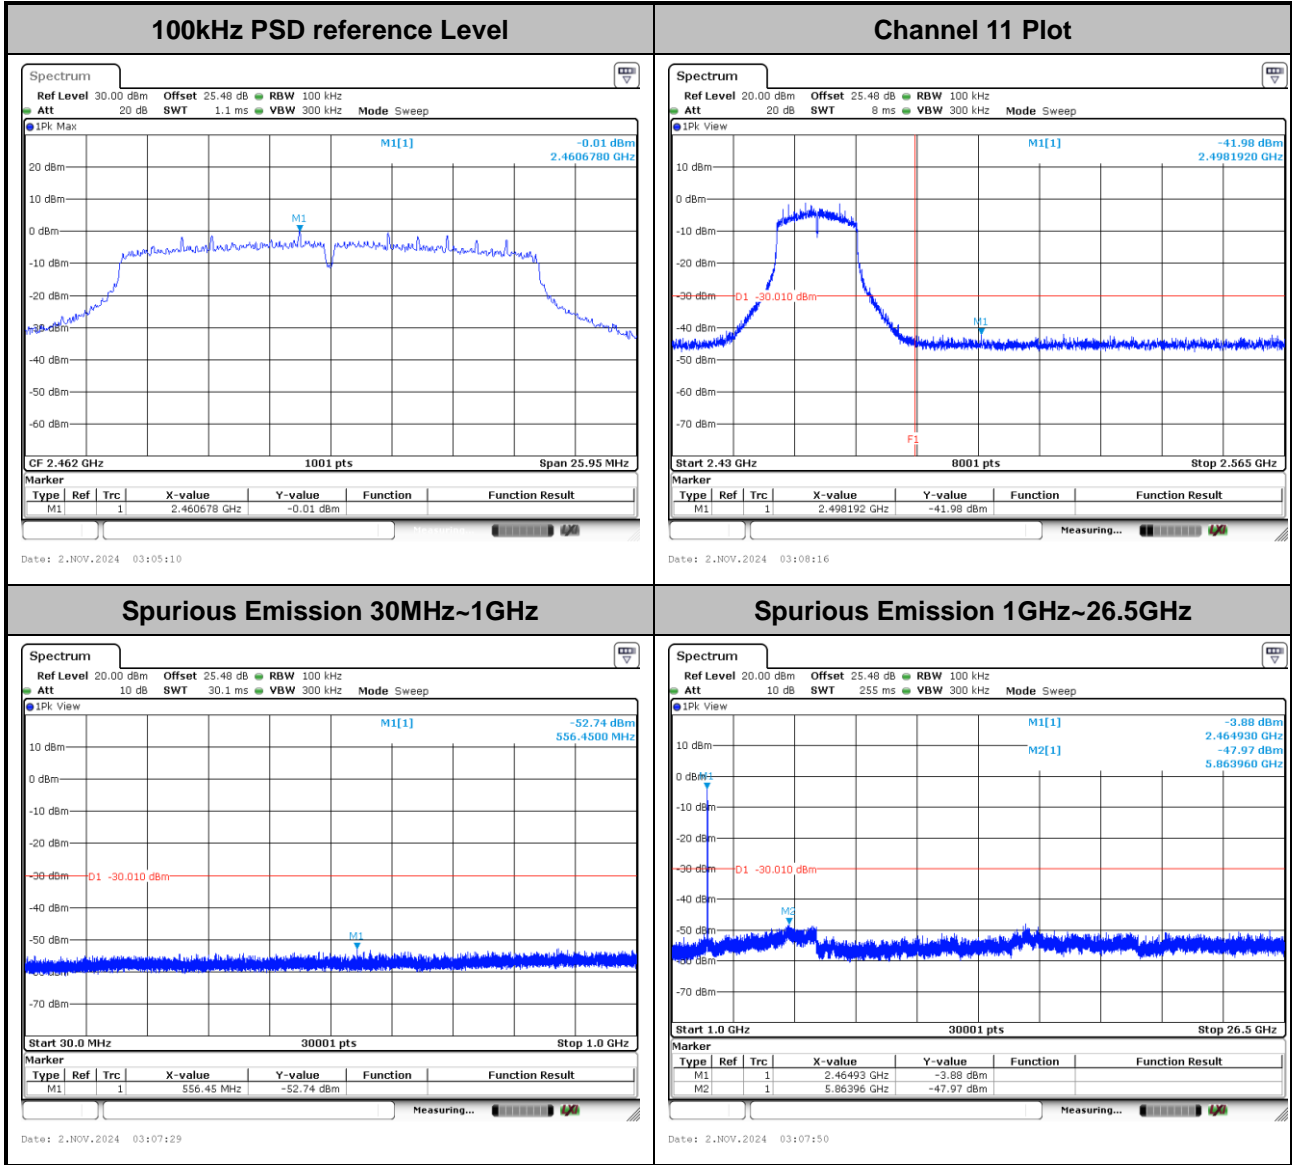 100kHz PSD reference Level
Spectrum
Ref Level 30.00 dBm Offset 25.48 dB RBW 100 kHz
Att 20 dB SWT 1.1 ms VBW 300 kHz Mode Sweep
1Pk Max
M1[1] -0.01 dBm
2.4606780 GHz
20 dBm
10 dBm
M1
0 dBm
-10 dBm
-20 dBm
-30 dBm
-40 dBm
-50 dBm
-60 dBm
CF 2.462 GHz 1001 pts Span 25.95 MHz
Marker
Type Ref Trc X-value Y-value Function Function Result
M1 1 2.460678 GHz -0.01 dBm
Date: 2.NOV.2024 03:05:10
Channel 11 Plot
Spectrum
Ref Level 20.00 dBm Offset 25.48 dB RBW 100 kHz
Att 20 dB SWT 8 ms VBW 300 kHz Mode Sweep
1Pk View
M1[1] -41.98 dBm
2.4981920 GHz
10 dBm
0 dBm
-10 dBm
-20 dBm
-30 dBm D1 -30.010 dBm
M1
-40 dBm
-50 dBm
-60 dBm
-70 dBm
F1
Start 2.43 GHz 8001 pts Stop 2.565 GHz
Marker
Type Ref Trc X-value Y-value Function Function Result
M1 1 2.498192 GHz -41.98 dBm
Measuring...
Date: 2.NOV.2024 03:08:16
Spurious Emission 30MHz~1GHz
Spectrum
Ref Level 20.00 dBm Offset 25.48 dB RBW 100 kHz
Att 10 dB SWT 30.1 ms VBW 300 kHz Mode Sweep
1Pk View
M1[1] -52.74 dBm
556.4500 MHz
10 dBm
0 dBm
-10 dBm
-20 dBm
-30 dBm D1 -30.010 dBm
-40 dBm
M1
-50 dBm
-60 dBm
-70 dBm
Start 30.0 MHz 30001 pts Stop 1.0 GHz
Marker
Type Ref Trc X-value Y-value Function Function Result
M1 1 556.45 MHz -52.74 dBm
Measuring...
Date: 2.NOV.2024 03:07:29
Spurious Emission 1GHz~26.5GHz
Spectrum
Ref Level 20.00 dBm Offset 25.48 dB RBW 100 kHz
Att 10 dB SWT 255 ms VBW 300 kHz Mode Sweep
1Pk View
M1[1] -3.88 dBm
2.464930 GHz
M2[1] -47.97 dBm
5.863960 GHz
10 dBm
0 dBm M1
-10 dBm
-20 dBm
-30 dBm D1 -30.010 dBm
-40 dBm
M2
-50 dBm
-60 dBm
-70 dBm
Start 1.0 GHz 30001 pts Stop 26.5 GHz
Marker
Type Ref Trc X-value Y-value Function Function Result
M1 1 2.46493 GHz -3.88 dBm
M2 1 5.86396 GHz -47.97 dBm
Measuring...
Date: 2.NOV.2024 03:07:50